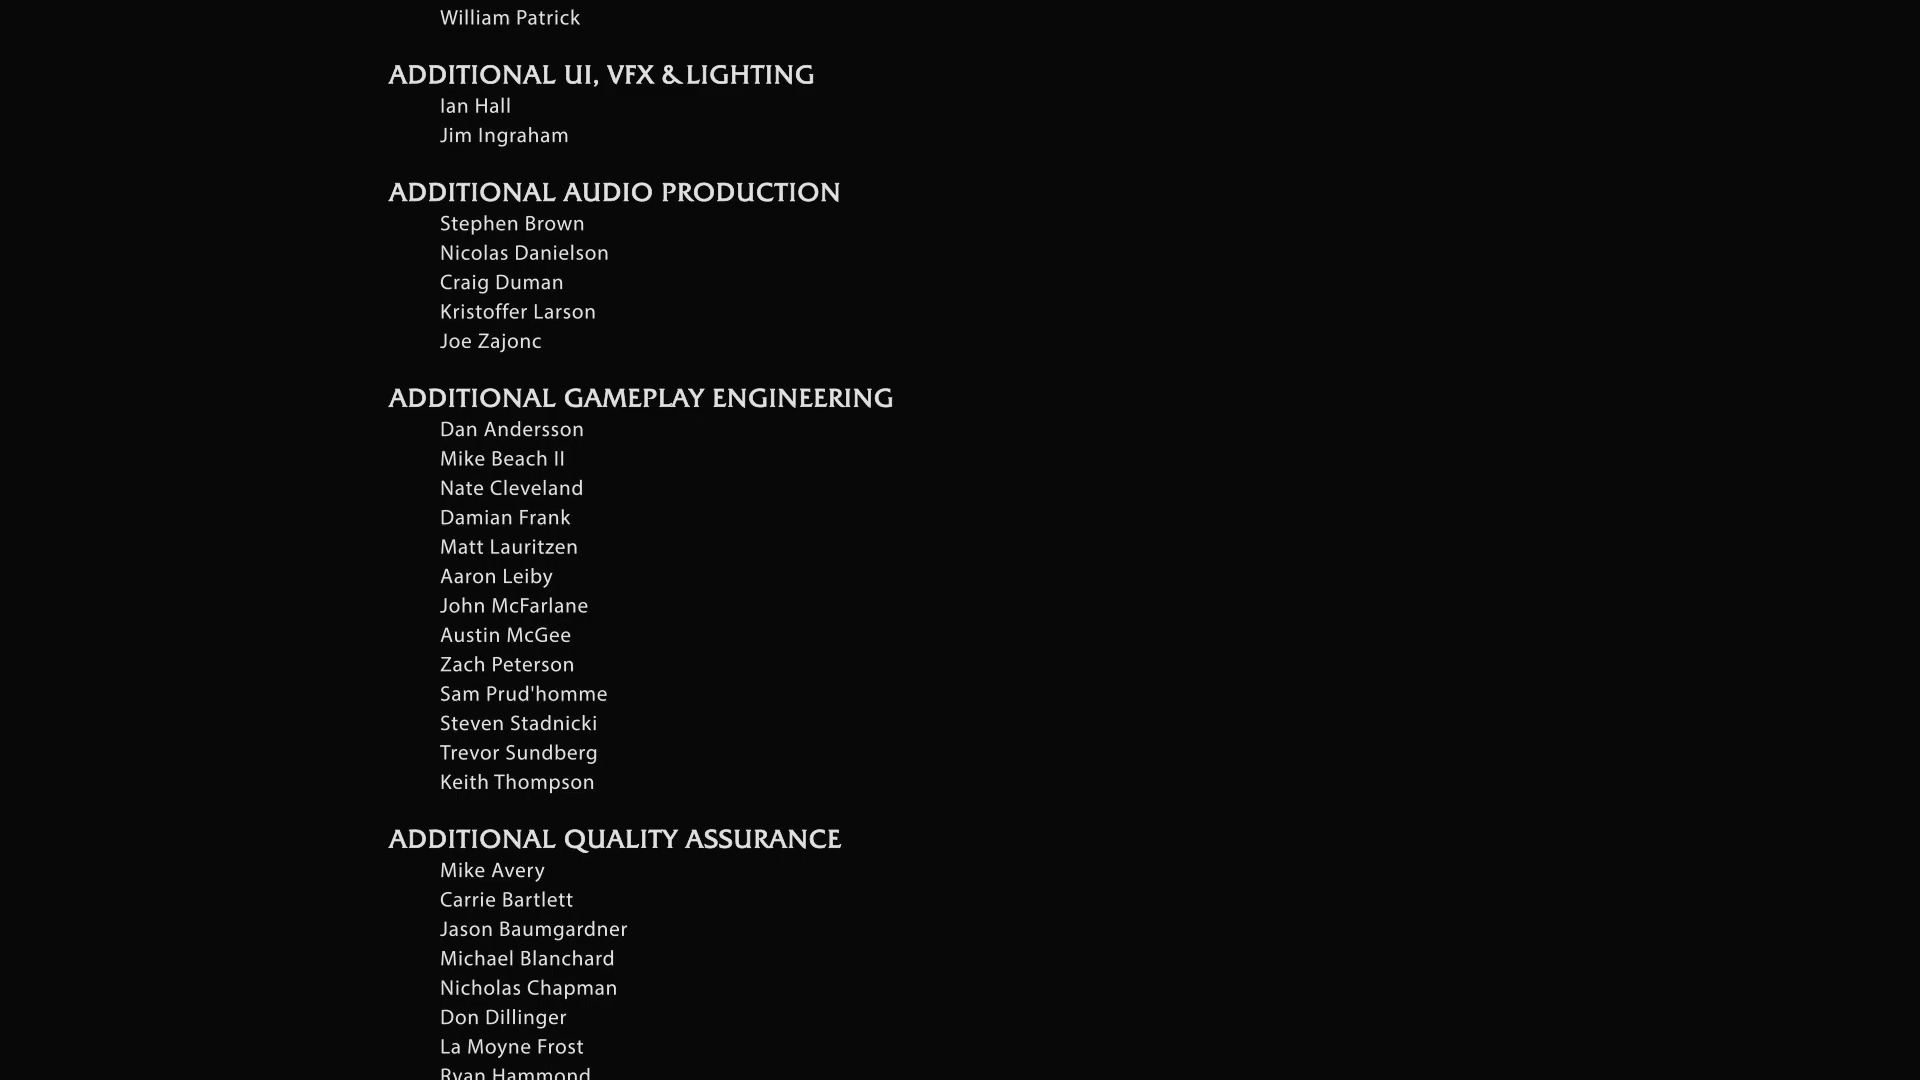 William Patrick
ADDITIONAL UI, VFX & LIGHTING
Ian Hall
Jim Ingraham
ADDITIONAL AUDIO PRODUCTION
Stephen Brown
Nicolas Danielson
Craig Duman
Kristoffer Larson
Joe Zajonc
ADDITIONAL GAMEPLAY ENGINEERING
Dan Andersson
Mike Beach II
Nate Cleveland
Damian Frank
Matt Lauritzen
Aaron Leiby
John McFarlane
Austin McGee
Zach Peterson
Sam Prud'homme
Steven Stadnicki
Trevor Sundberg
Keith Thompson
ADDITIONAL QUALITY ASSURANCE
Mike Avery
Carrie Bartlett
Jason Baumgardner
Michael Blanchard
Nicholas Chapman
Don Dillinger
La Moyne Frost
Ryan Hammond